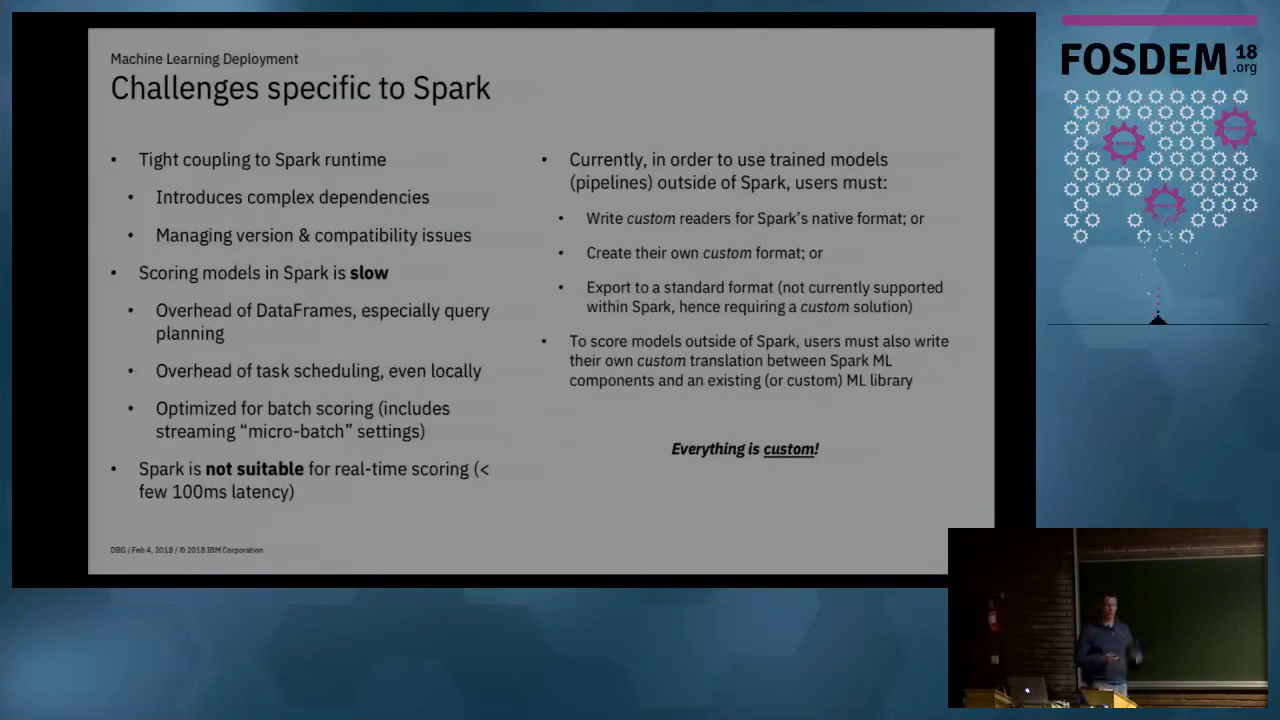 Machine Learning Deployment
Challenges specific to Spark
• Tight coupling to Spark runtime
• Introduces complex dependencies
• Managing version & compatibility issues
• Scoring models in Spark is slow
• Overhead of DataFrames, especially query
planning
• Overhead of task scheduling, even locally
• Optimized for batch scoring (includes
streaming “micro-batch” settings)
• Spark is not suitable for real-time scoring (<
few 100ms latency)
• Currently, in order to use trained models
(pipelines) outside of Spark, users must:
• Write custom readers for Spark’s native format; or
• Create their own custom format; or
• Export to a standard format (not currently supported
within Spark, hence requiring a custom solution)
• To score models outside of Spark, users must also write
their own custom translation between Spark ML
components and an existing (or custom) ML library
Everything is custom!
DBG / Feb 4, 2018 / © 2018 IBM Corporation
FOSDEM 18
.org